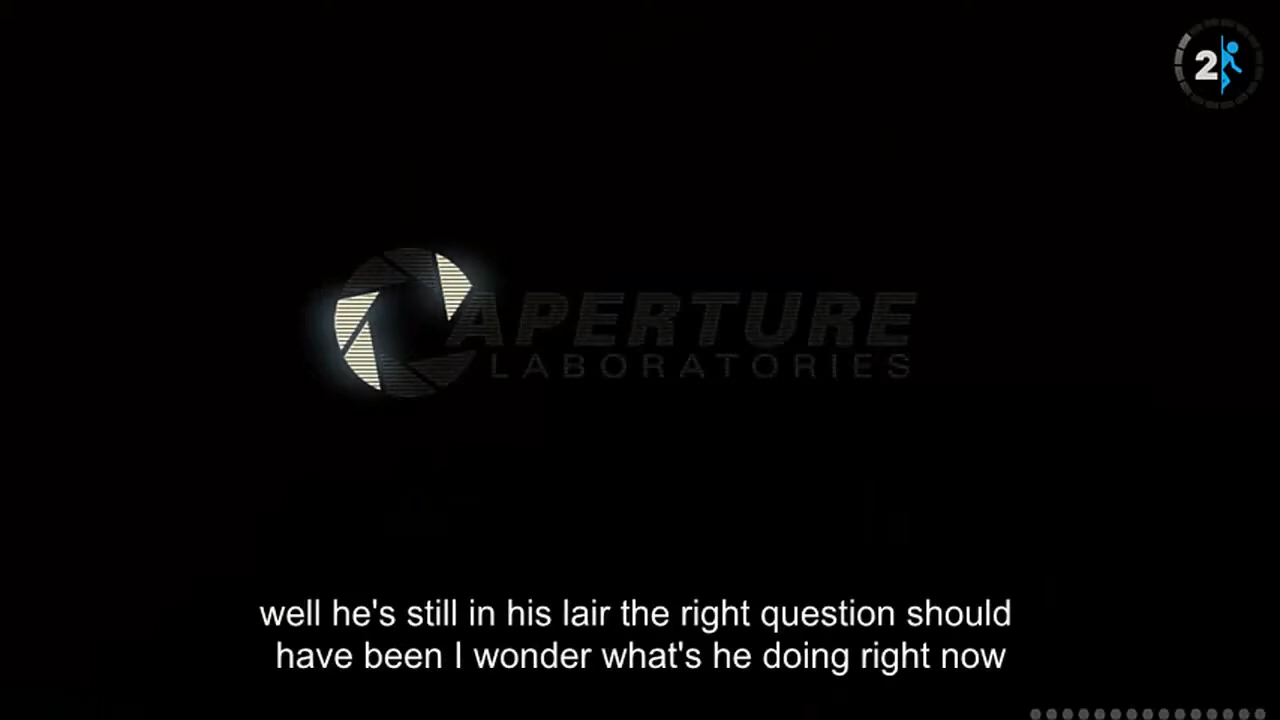 2
APERTURE
LABORATORIES
well he's still in his lair the right question should
have been I wonder what's he doing right now